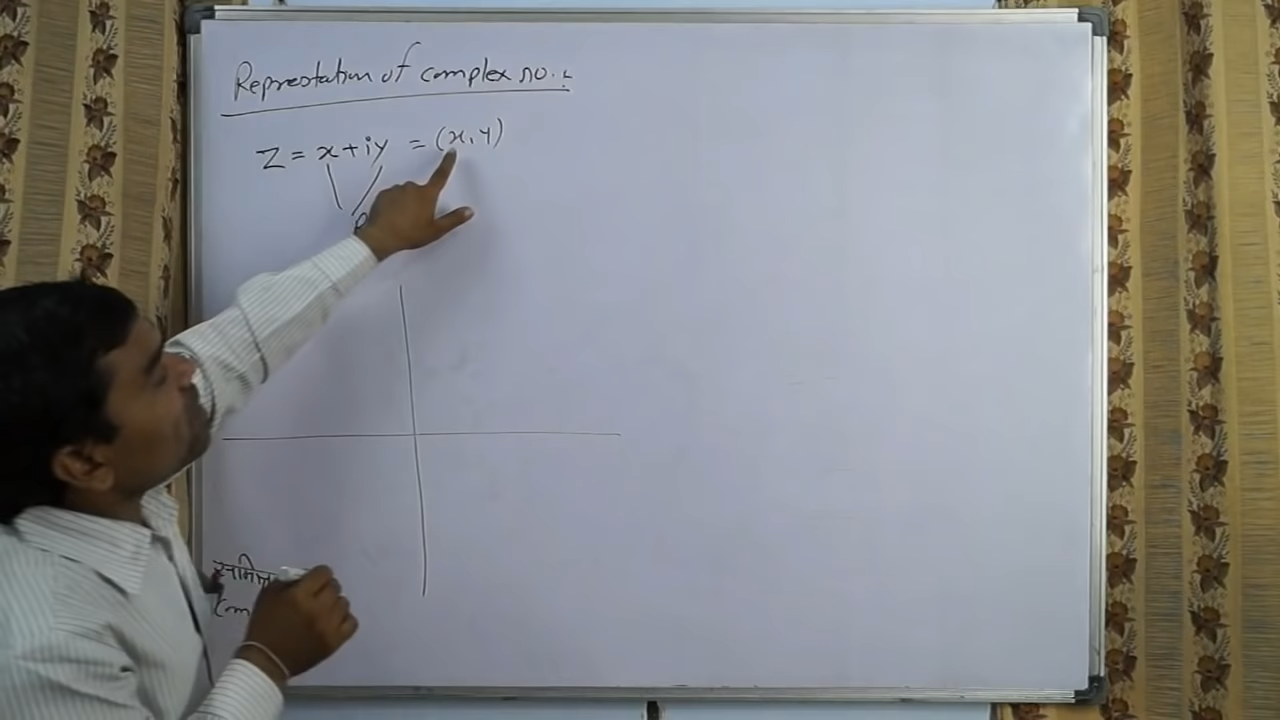 Represtation of complex no.:
Z = x + iy = (x, y)